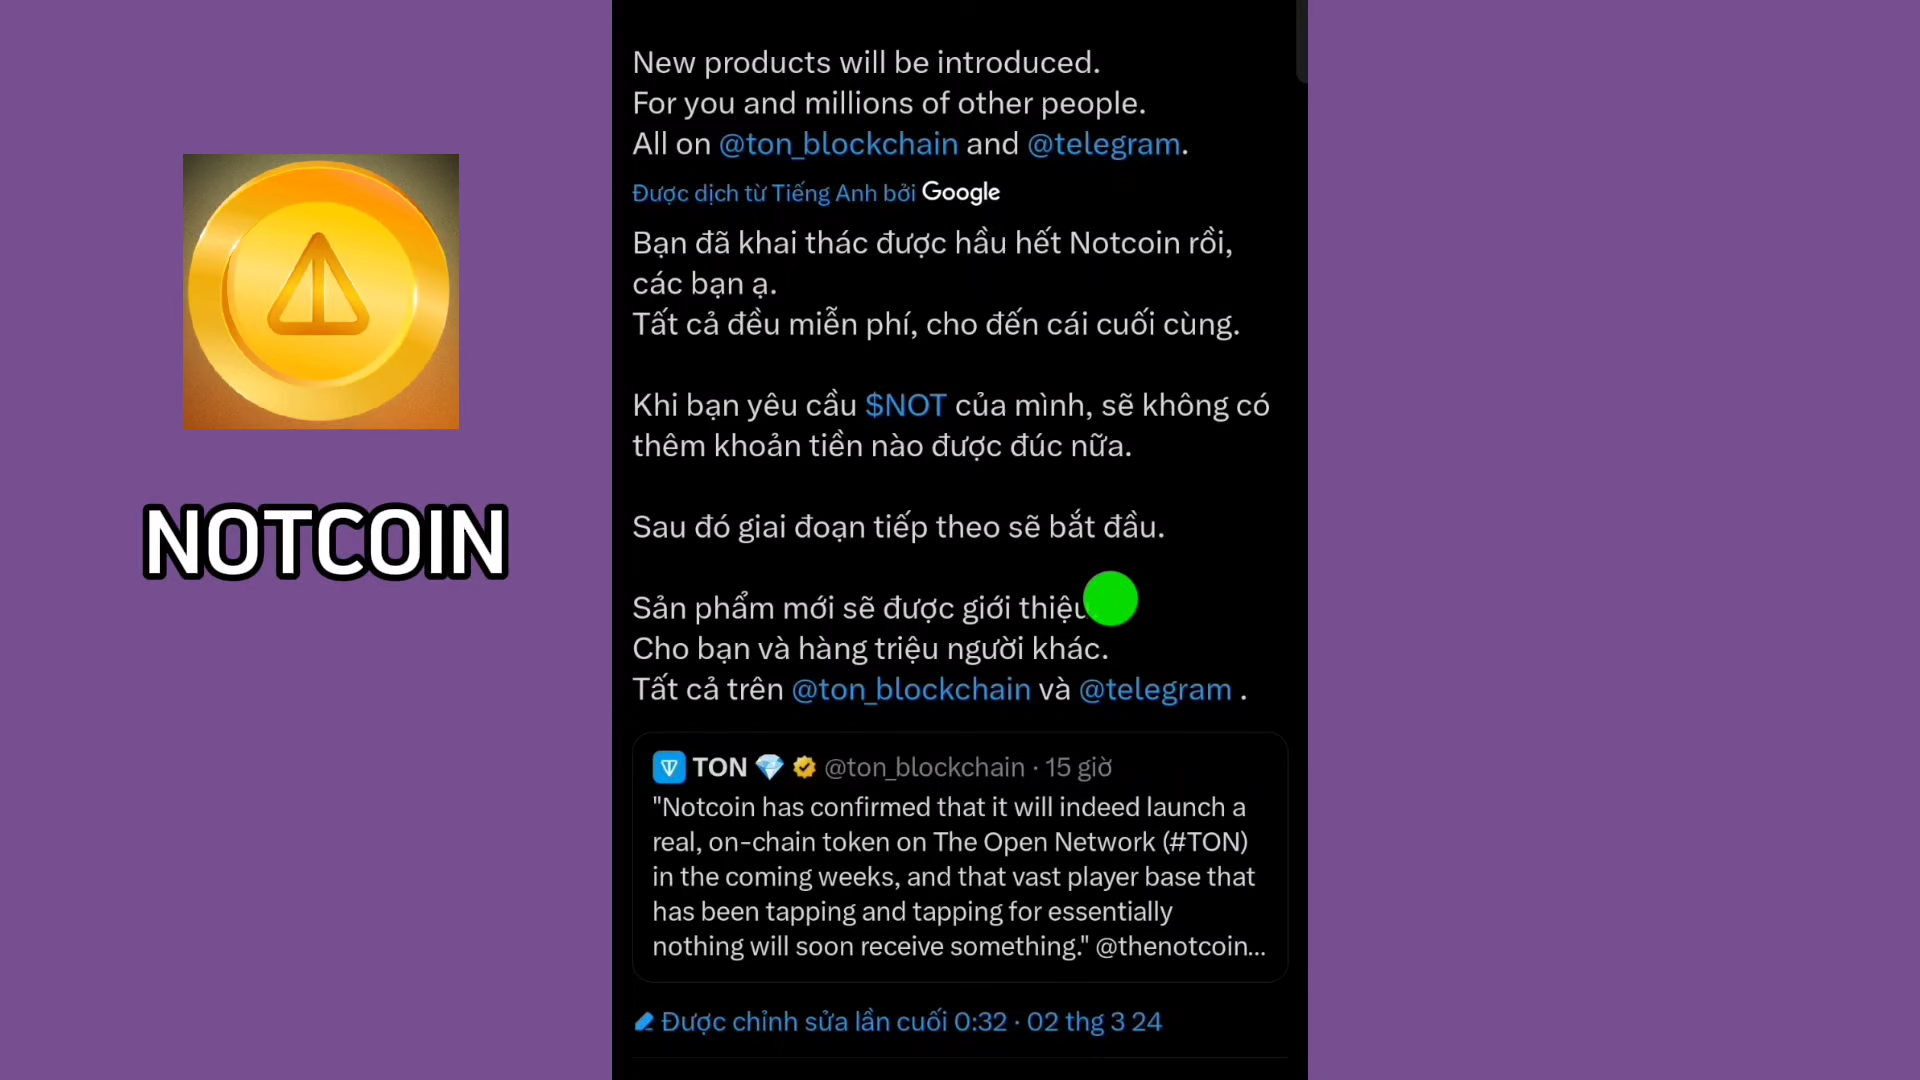 NOTCOIN
New products will be introduced.
For you and millions of other people.
All on @ton_blockchain and @telegram.
Được dịch từ Tiếng Anh bởi Google
Bạn đã khai thác được hầu hết Notcoin rồi,
các bạn ạ.
Tất cả đều miễn phí, cho đến cái cuối cùng.
Khi bạn yêu cầu $NOT của mình, sẽ không có
thêm khoản tiền nào được đúc nữa.
Sau đó giai đoạn tiếp theo sẽ bắt đầu.
Sản phẩm mới sẽ được giới thiệu
Cho bạn và hàng triệu người khác.
Tất cả trên @ton_blockchain và @telegram .
TON @ton_blockchain · 15 giờ
"Notcoin has confirmed that it will indeed launch a
real, on-chain token on The Open Network (#TON)
in the coming weeks, and that vast player base that
has been tapping and tapping for essentially
nothing will soon receive something." @thenotcoin...
Được chỉnh sửa lần cuối 0:32 · 02 thg 3 24